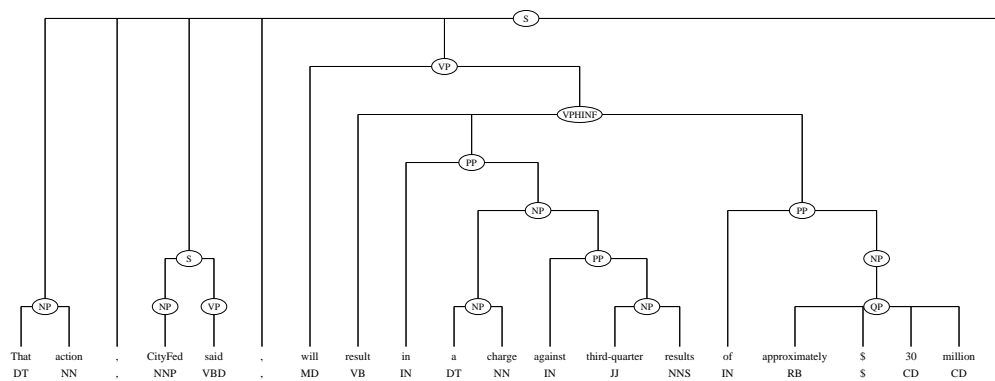 S
VP
VPHINF
PP
NP PP
S PP NP
NP NP VP NP NP QP
That action , CityFed said , will result in a charge against third-quarter results of approximately $ 30 million
DT NN , NNP VBD , MD VB IN DT NN IN JJ NNS IN RB $ CD CD